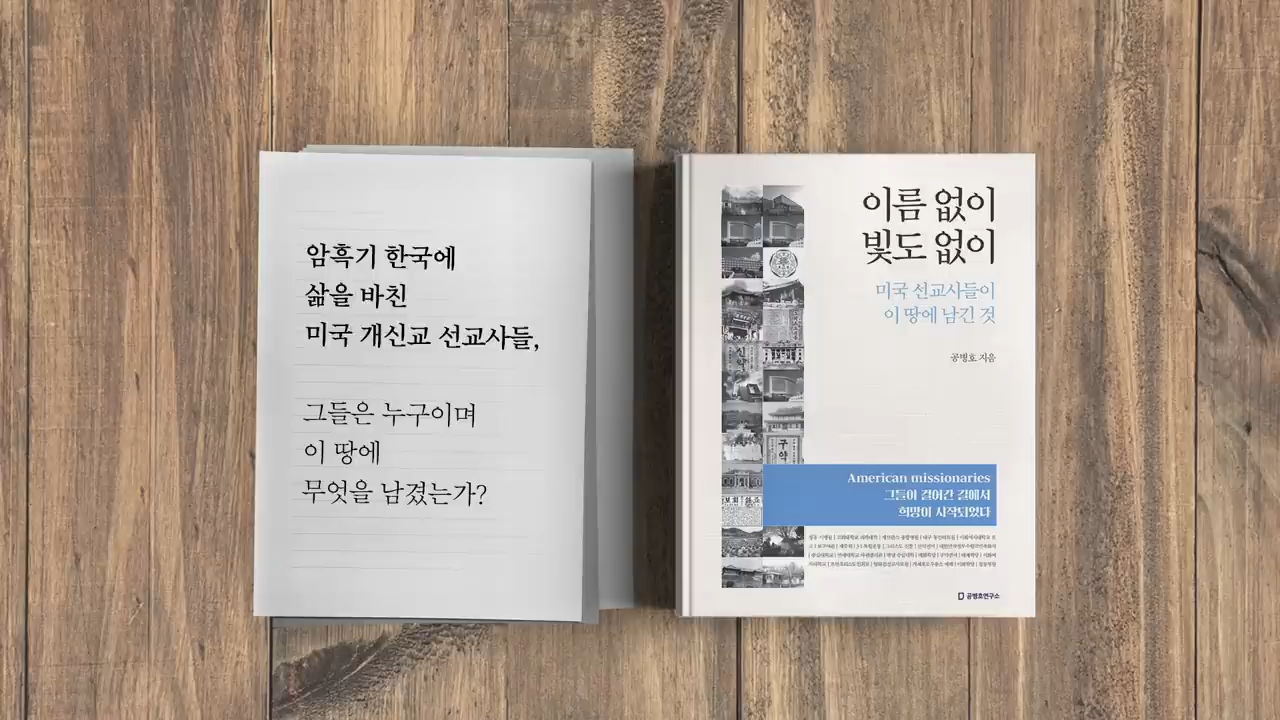 암흑기 한국에
삶을 바친
미국 개신교 선교사들,
그들은 누구이며
이 땅에
무엇을 남겼는가?
이름 없이
빛도 없이
미국 선교사들이
이 땅에 남긴 것
공병호 지음
구약
American missionaries
그들이 걸어간 길에서
희망이 시작되었다
공병호연구소